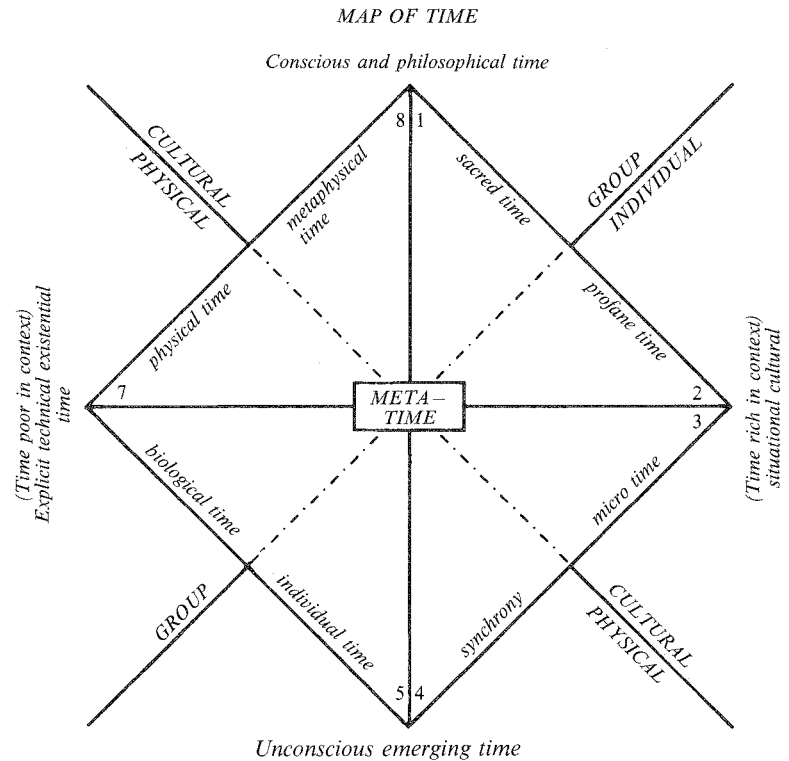 MAP OF TIME
Conscious and philosophical time
8 1
CULTURAL
PHYSICAL
metaphysical
time
sacred time
GROUP
INDIVIDUAL
physical time
profane time
(Time poor in context)
Explicit technical existential
time
7
META–
TIME
2
3
(Time rich in context)
situational cultural
biological time
micro time
GROUP
individual time
synchrony
CULTURAL
PHYSICAL
5 4
Unconscious emerging time